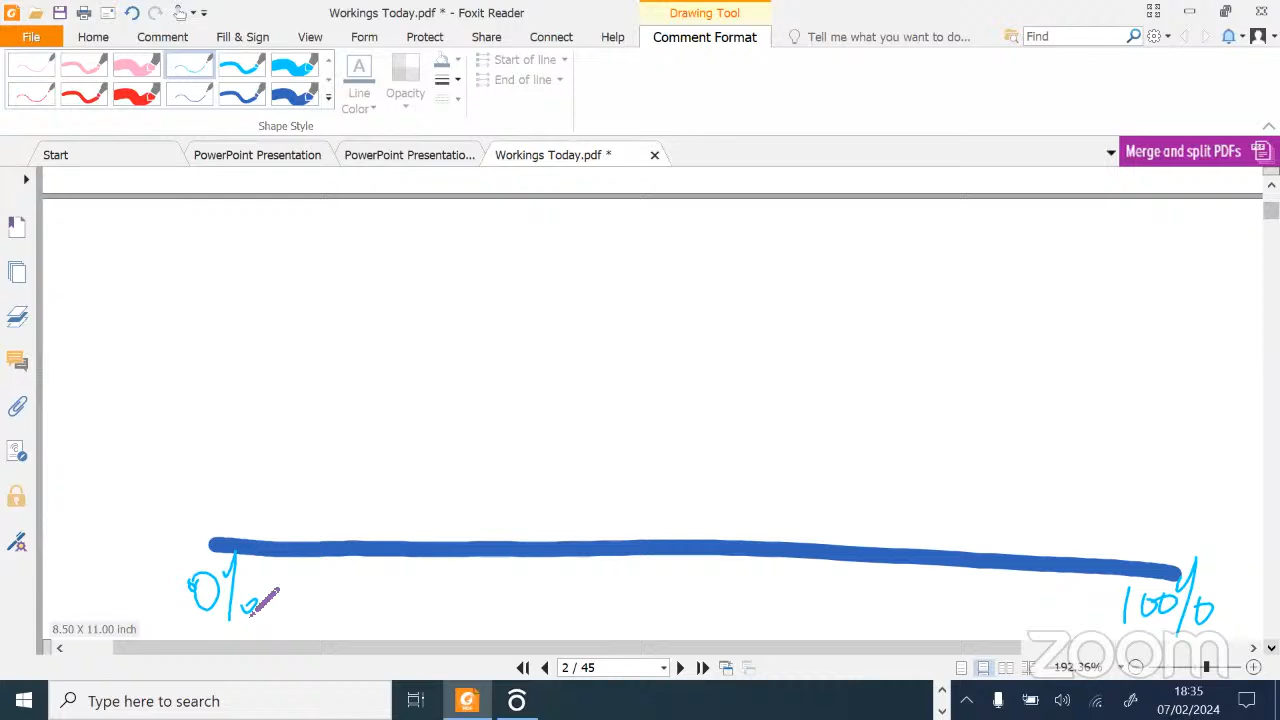 Workings Today.pdf * - Foxit Reader
Drawing Tool
File Home Comment Fill & Sign View Form Protect Share Connect Help Comment Format Tell me what you want to do... Find
Line Color
Opacity
Start of line
End of line
Shape Style
Start PowerPoint Presentation PowerPoint Presentatio... Workings Today.pdf *
Merge and split PDFs
0%
100%
8.50 X 11.00 inch
2 / 45
192.36%
zoom
Type here to search
18:35
07/02/2024